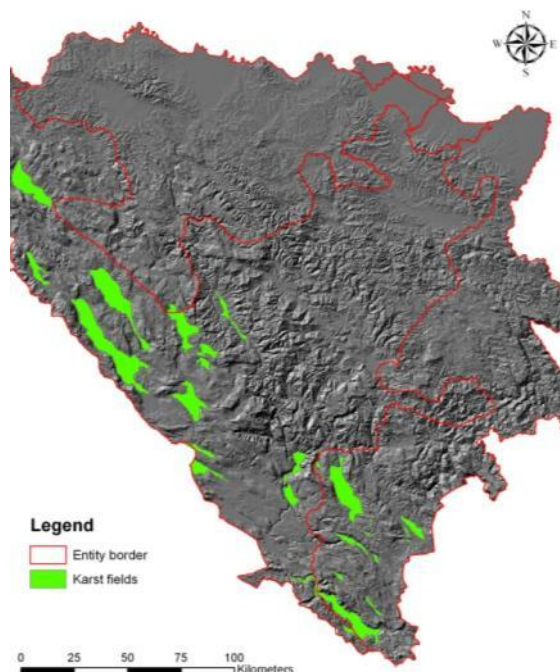 N
W E
S
Legend
Entity border
Karst fields
0 25 50 75 100
Kilometers